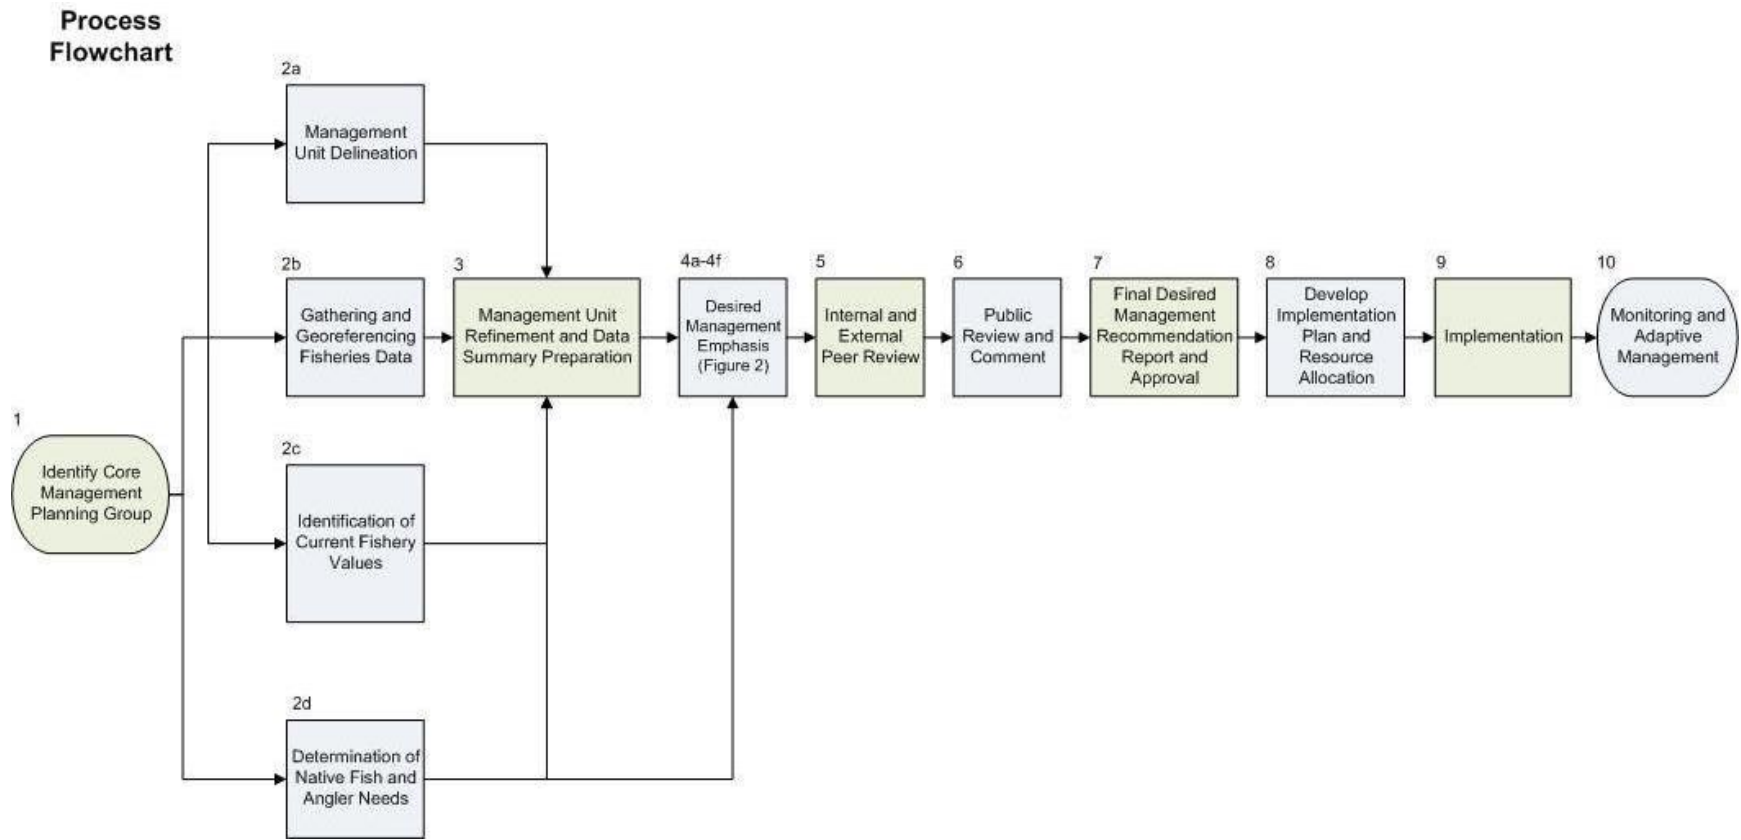 Process
Flowchart
2a
Management
Unit Delineation
2b
Gathering and
Georeferencing
Fisheries Data
3
Management Unit
Refinement and Data
Summary Preparation
4a-4f
Desired
Management
Emphasis
(Figure 2)
5
Internal and
External
Peer Review
6
Public
Review and
Comment
7
Final Desired
Management
Recommendation
Report and
Approval
8
Develop
Implementation
Plan and
Resource
Allocation
9
Implementation
10
Monitoring and
Adaptive
Management
1
Identify Core
Management
Planning Group
2c
Identification of
Current Fishery
Values
2d
Determination of
Native Fish and
Angler Needs